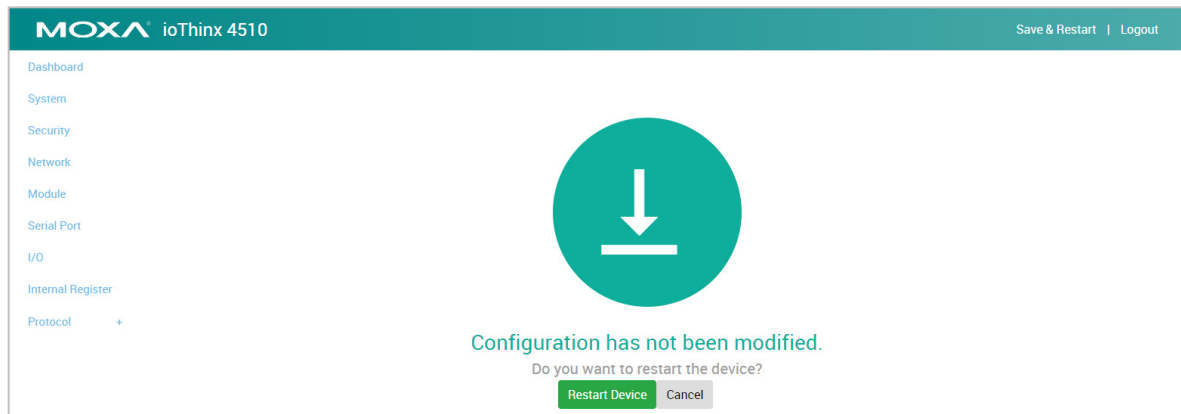 MOXA ioThinx 4510
Save & Restart | Logout
Dashboard
System
Security
Network
Module
Serial Port
I/O
Internal Register
Protocol +
Configuration has not been modified.
Do you want to restart the device?
Restart Device Cancel